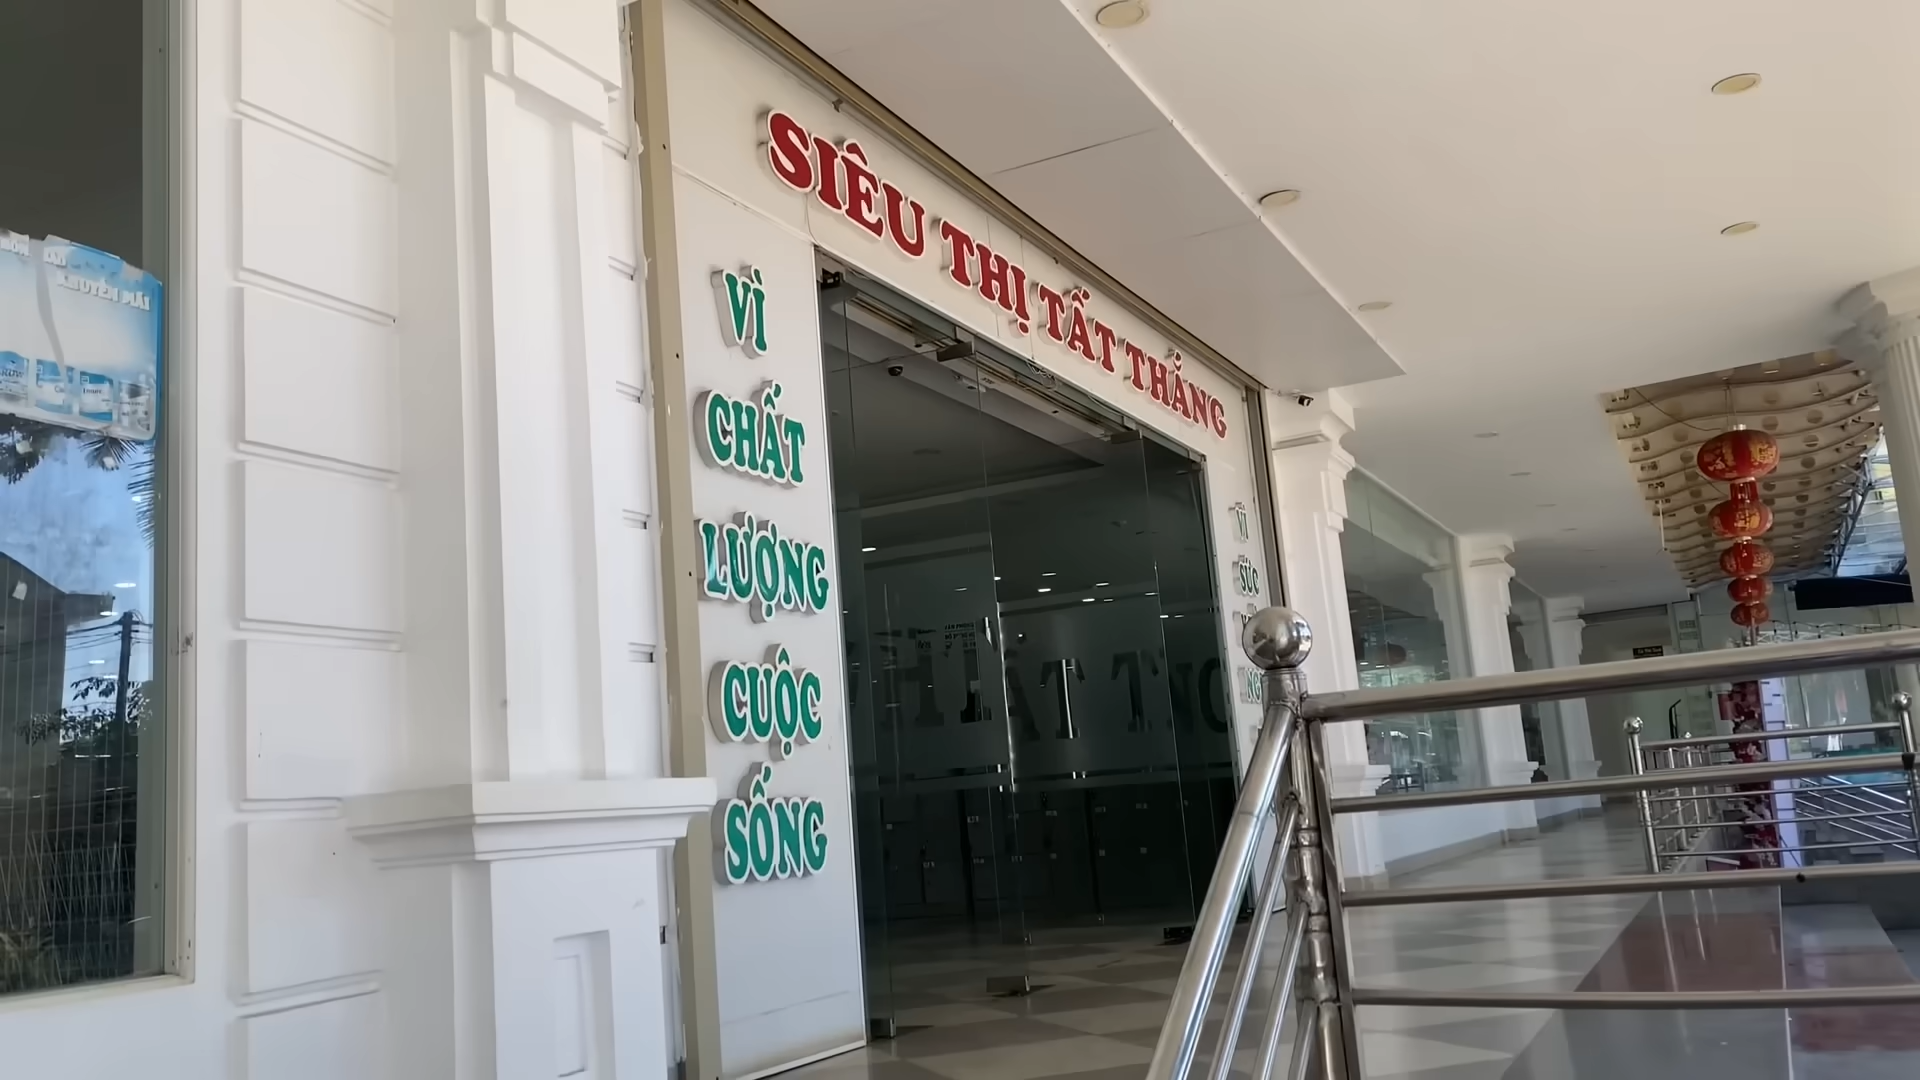 SIÊU THỊ TẤT THẮNG
VÌ
CHẤT
LƯỢNG
CUỘC
SỐNG
VÌ
SỨC